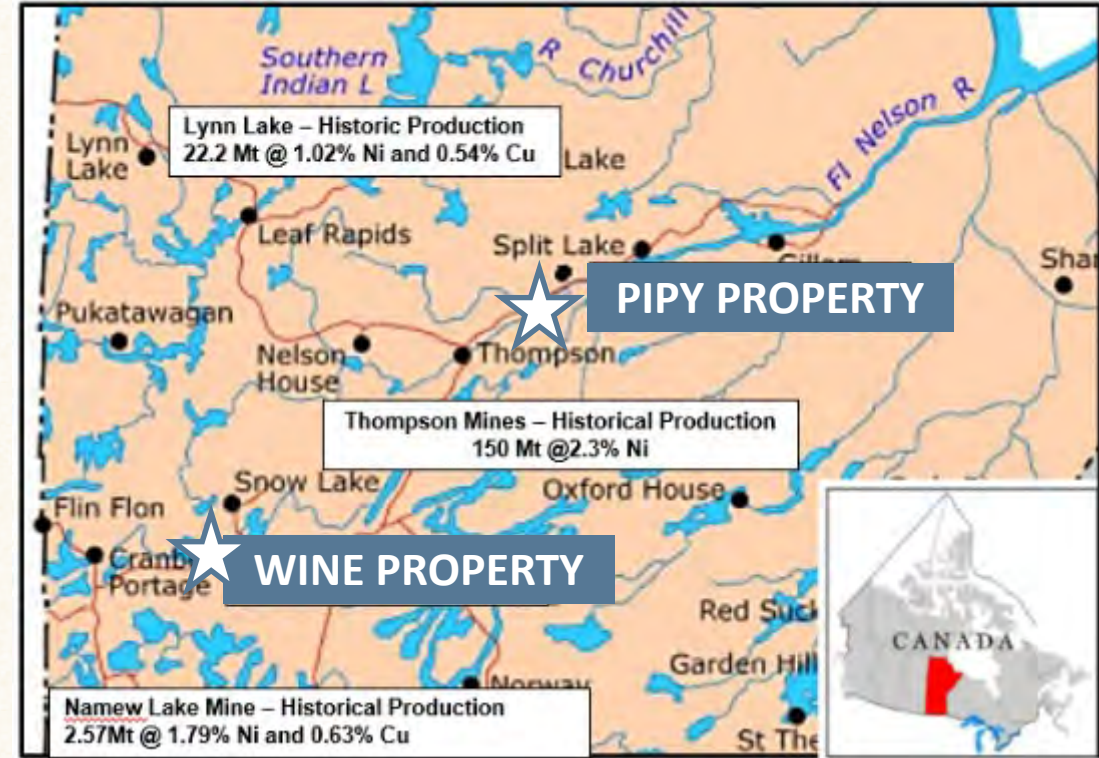 Southern
Indian L
R Churchill
Fl Nelson R
Lynn Lake – Historic Production
22.2 Mt @ 1.02% Ni and 0.54% Cu
Lynn
Lake
Lake
Leaf Rapids
Split Lake
PIPY PROPERTY
Pukatawagan
Nelson
House
Thompson
Thompson Mines – Historical Production
150 Mt @2.3% Ni
Snow Lake
Oxford House
Flin Flon
Portage
WINE PROPERTY
Red Suck
CANADA
Garden Hill
Norway
Namew Lake Mine – Historical Production
2.57Mt @ 1.79% Ni and 0.63% Cu
St The